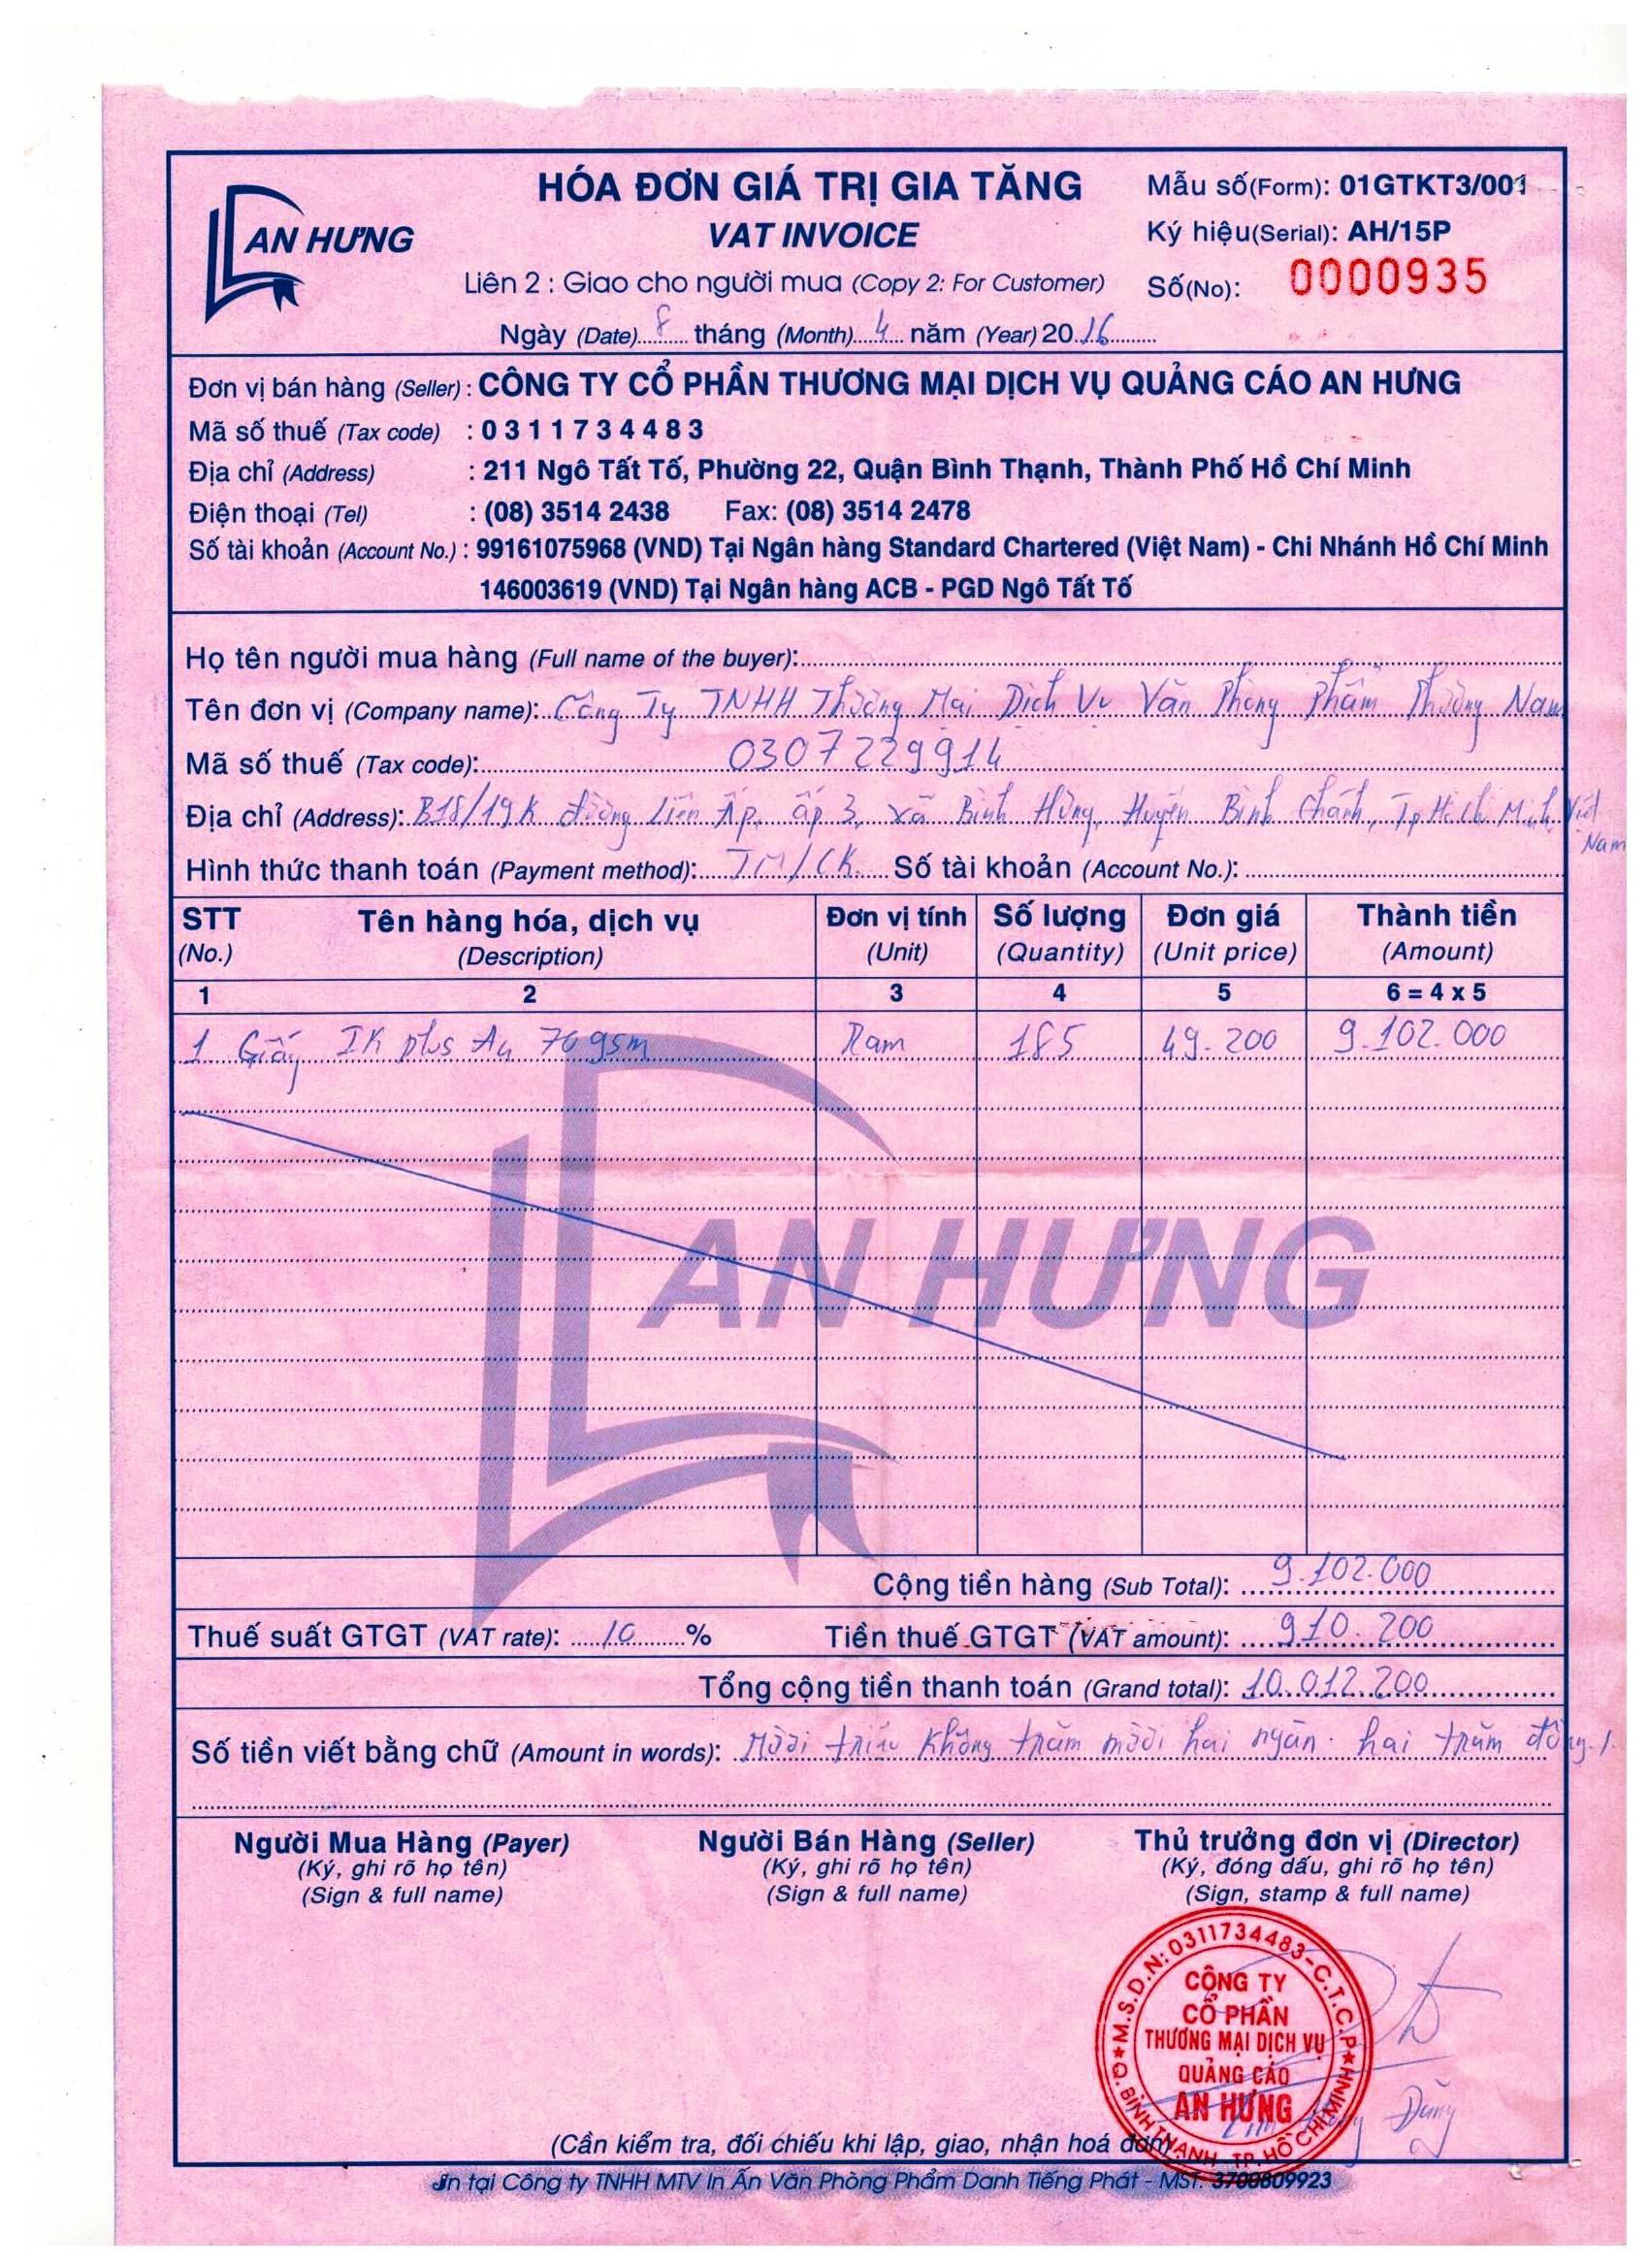 AN HƯNG
HÓA ĐƠN GIÁ TRỊ GIA TĂNG
VAT INVOICE
Liên 2 : Giao cho người mua (Copy 2: For Customer)
Ngày (Date) 8 tháng (Month) 4 năm (Year) 2016
Mẫu số(Form): 01GTKT3/001
Ký hiệu(Serial): AH/15P
Số(No): 0000935
Đơn vị bán hàng (Seller) : CÔNG TY CỔ PHẦN THƯƠNG MẠI DỊCH VỤ QUẢNG CÁO AN HƯNG
Mã số thuế (Tax code) : 0 3 1 1 7 3 4 4 8 3
Địa chỉ (Address) : 211 Ngô Tất Tố, Phường 22, Quận Bình Thạnh, Thành Phố Hồ Chí Minh
Điện thoại (Tel) : (08) 3514 2438 Fax: (08) 3514 2478
Số tài khoản (Account No.) : 99161075968 (VND) Tại Ngân hàng Standard Chartered (Việt Nam) - Chi Nhánh Hồ Chí Minh
146003619 (VND) Tại Ngân hàng ACB - PGD Ngô Tất Tố
Họ tên người mua hàng (Full name of the buyer):
Tên đơn vị (Company name): Công Ty TNHH Thương Mại Dịch Vụ Văn Phòng Phẩm Phương Nam
Mã số thuế (Tax code): 0307229914
Địa chỉ (Address): B18/19K đường Liên Ấp, ấp 3, xã Bình Hưng, Huyện Bình Chánh, Tp Hồ Chí Minh, Việt Nam
Hình thức thanh toán (Payment method): TM/CK Số tài khoản (Account No.):
STT Tên hàng hóa, dịch vụ Đơn vị tính Số lượng Đơn giá Thành tiền
(No.) (Description) (Unit) (Quantity) (Unit price) (Amount)
1 2 3 4 5 6 = 4 x 5
1 Giấy IK plus A4 70gsm Ram 185 49.200 9.102.000
AN HƯNG
Cộng tiền hàng (Sub Total): 9.102.000
Thuế suất GTGT (VAT rate): 10 % Tiền thuế GTGT (VAT amount): 910.200
Tổng cộng tiền thanh toán (Grand total): 10.012.200
Số tiền viết bằng chữ (Amount in words): Mười triệu không trăm mười hai ngàn hai trăm đồng./.
Người Mua Hàng (Payer) Người Bán Hàng (Seller) Thủ trưởng đơn vị (Director)
(Ký, ghi rõ họ tên) (Ký, ghi rõ họ tên) (Ký, đóng dấu, ghi rõ họ tên)
(Sign & full name) (Sign & full name) (Sign, stamp & full name)
M.S.D.N: 0311734483-C.T.C.P
CÔNG TY
CỔ PHẦN
THƯƠNG MẠI DỊCH VỤ
QUẢNG CÁO
AN HƯNG
Q. BÌNH THẠNH TP. HỒ CHÍ MINH
Dũng
(Cần kiểm tra, đối chiếu khi lập, giao, nhận hoá đơn)
In tại Công ty TNHH MTV In Ấn Văn Phòng Phẩm Danh Tiếng Phát - MST: 3700809923